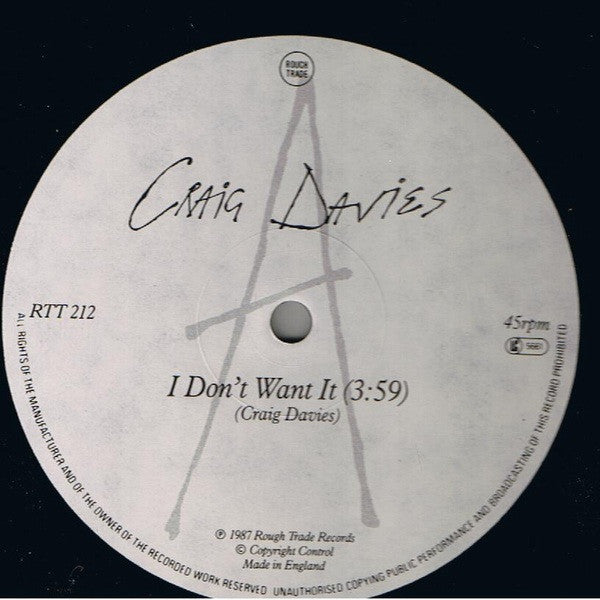 ROUGH
TRADE
A
CRAIG DAVIES
RTT 212
45rpm
I Don't Want It (3:59)
(Craig Davies)
℗ 1987 Rough Trade Records
© Copyright Control
Made in England
ALL RIGHTS OF THE MANUFACTURER AND OF THE OWNER OF THE RECORDED WORK RESERVED UNAUTHORISED COPYING PUBLIC PERFORMANCE AND BROADCASTING OF THIS RECORD PROHIBITED